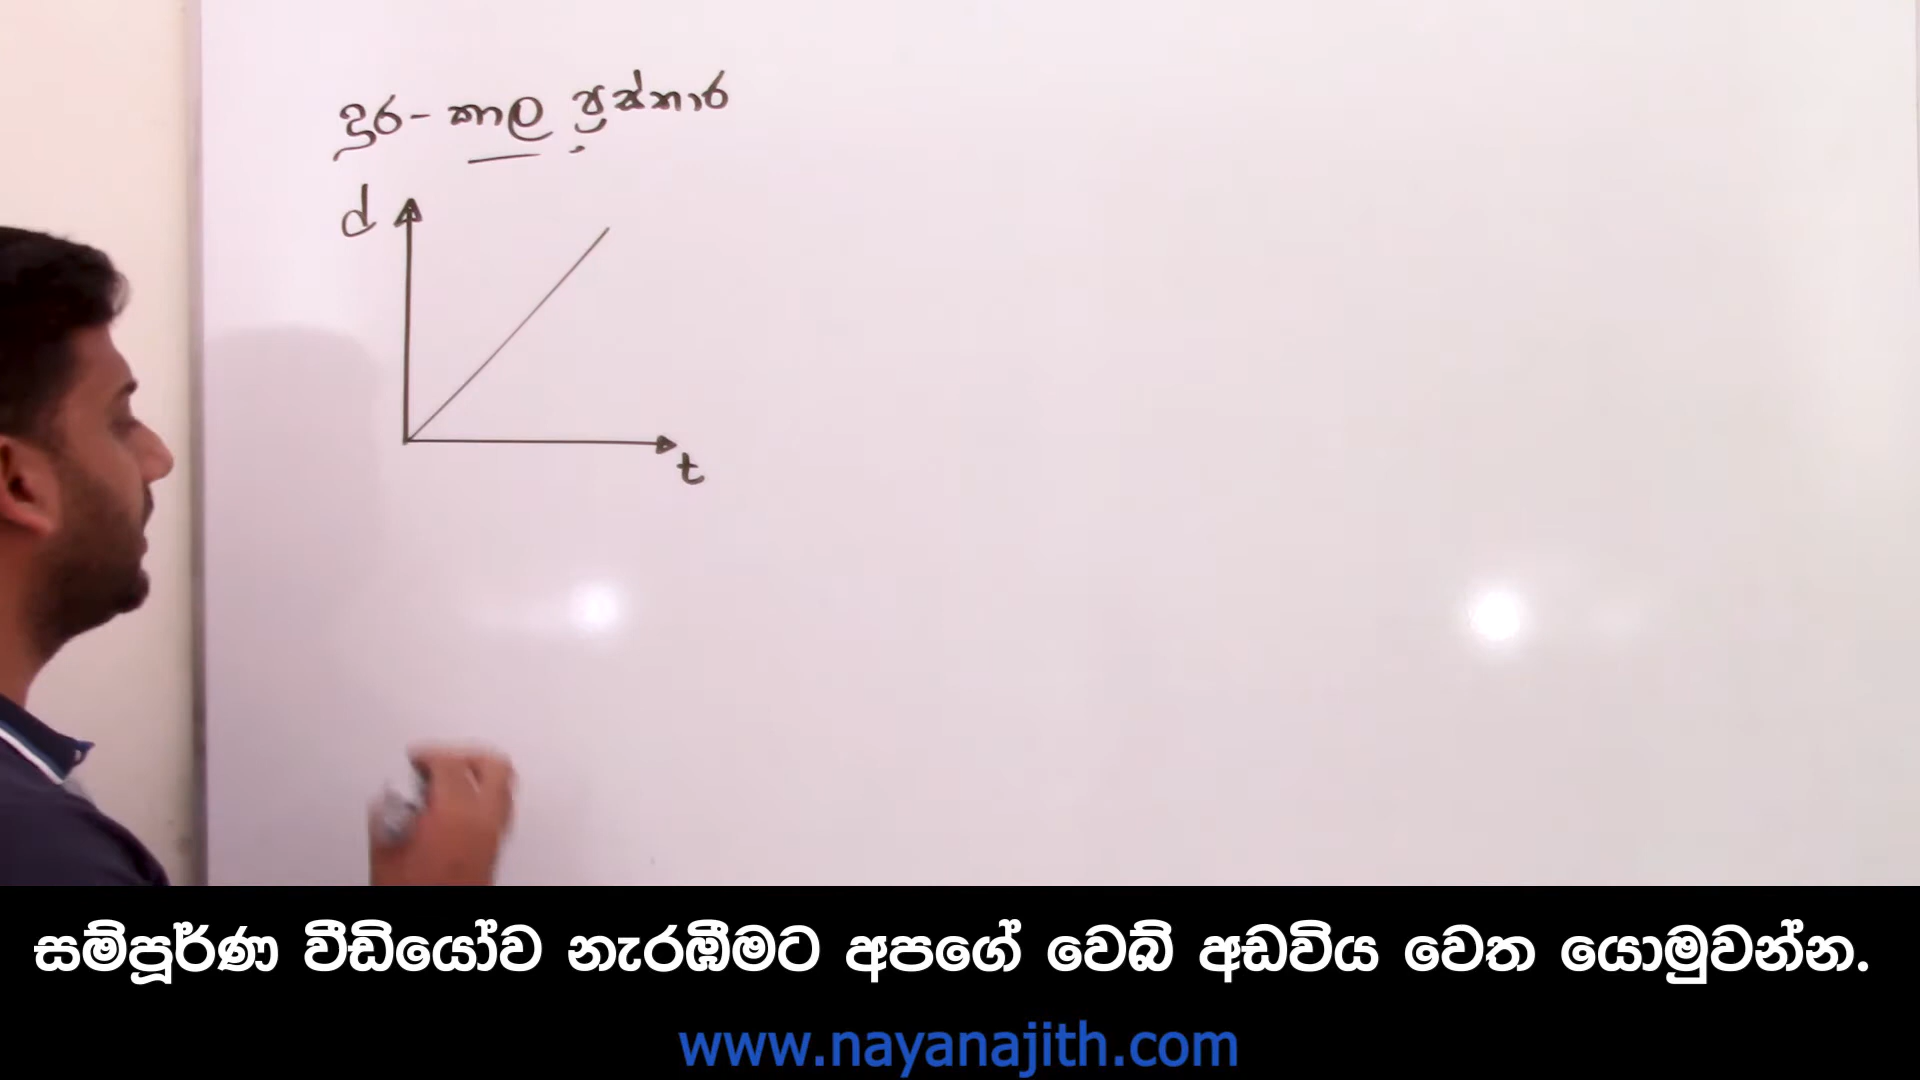 දුර - කාල ප්‍රස්තාර
d
t
සම්පූර්ණ වීඩියෝව නැරඹීමට අපගේ වෙබ් අඩවිය වෙත යොමුවන්න.
www.nayanajith.com